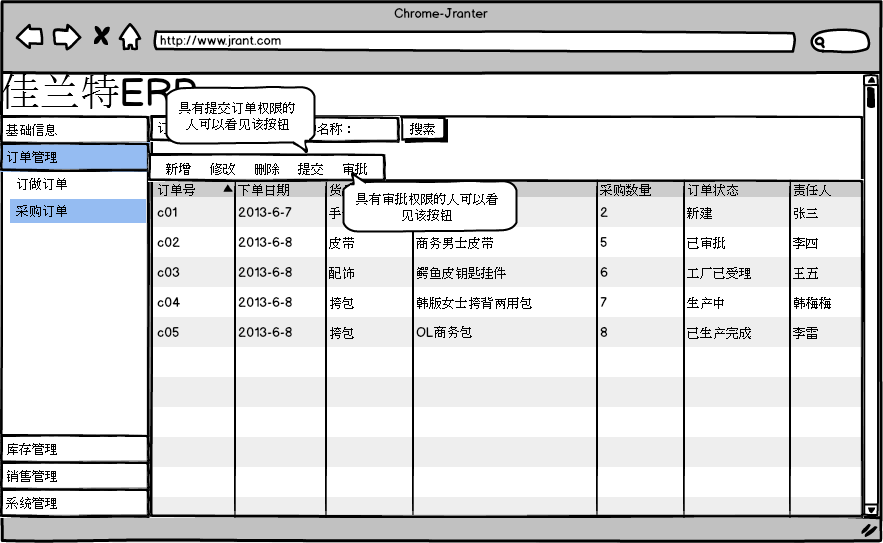 Chrome-Jranter
http://www.jrant.com
佳兰特ERP
具有提交订单权限的
人可以看见该按钮
名称：
搜索
基础信息
订单管理
订做订单
采购订单
库存管理
销售管理
系统管理
新增 修改 删除 提交 审批
具有审批权限的人可以看
见该按钮
订单号 下单日期 货 采购数量 订单状态 责任人
c01 2013-6-7 手 2 新建 张三
c02 2013-6-8 皮带 商务男士皮带 5 已审批 李四
c03 2013-6-8 配饰 鳄鱼皮钥匙挂件 6 工厂已受理 王五
c04 2013-6-8 挎包 韩版女士挎背两用包 7 生产中 韩梅梅
c05 2013-6-8 挎包 OL商务包 8 已生产完成 李雷